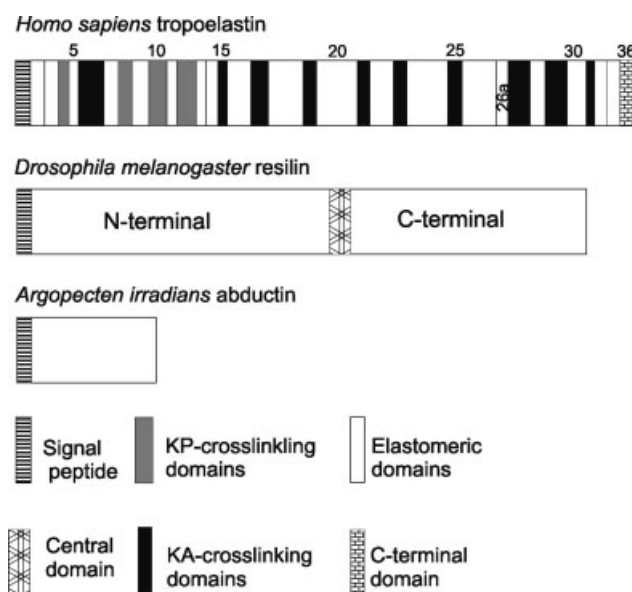 Homo sapiens tropoelastin
5 10 15 20 25 30 36
26a
Drosophila melanogaster resilin
N-terminal C-terminal
Argopecten irradians abductin
Signal peptide
KP-crosslinkling domains
Elastomeric domains
Central domain
KA-crosslinking domains
C-terminal domain